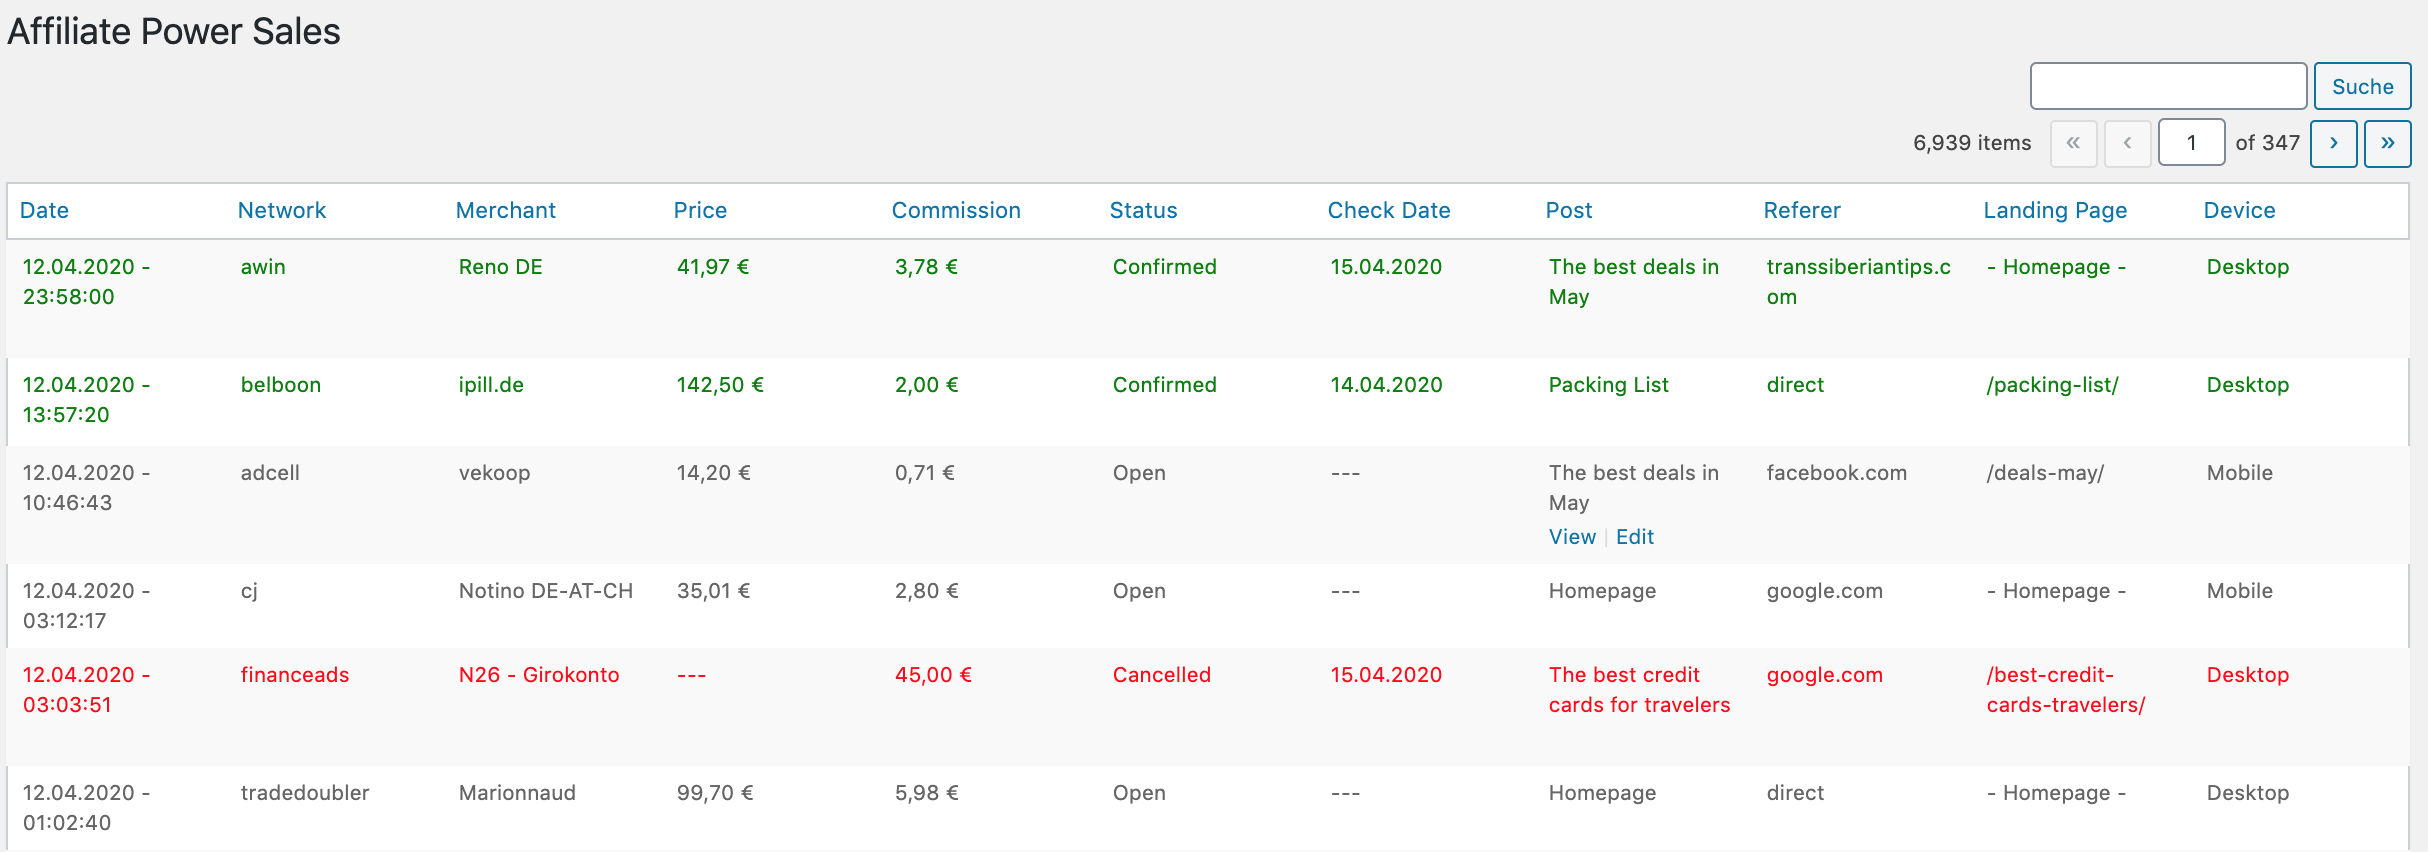 Affiliate Power Sales
Suche
6,939 items « ‹ 1 of 347 › »
Date Network Merchant Price Commission Status Check Date Post Referer Landing Page Device
12.04.2020 - awin Reno DE 41,97 € 3,78 € Confirmed 15.04.2020 The best deals in transsiberiantips.c - Homepage - Desktop
23:58:00 May om
12.04.2020 - belboon ipill.de 142,50 € 2,00 € Confirmed 14.04.2020 Packing List direct /packing-list/ Desktop
13:57:20
12.04.2020 - adcell vekoop 14,20 € 0,71 € Open --- The best deals in facebook.com /deals-may/ Mobile
10:46:43 May
View | Edit
12.04.2020 - cj Notino DE-AT-CH 35,01 € 2,80 € Open --- Homepage google.com - Homepage - Mobile
03:12:17
12.04.2020 - financeads N26 - Girokonto --- 45,00 € Cancelled 15.04.2020 The best credit google.com /best-credit- Desktop
03:03:51 cards for travelers cards-travelers/
12.04.2020 - tradedoubler Marionnaud 99,70 € 5,98 € Open --- Homepage direct - Homepage - Desktop
01:02:40